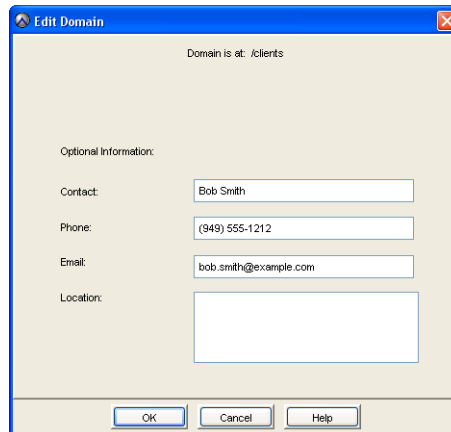 Edit Domain
Domain is at: /clients
Optional Information:
Contact: Bob Smith
Phone: (949) 555-1212
Email: bob.smith@example.com
Location:
OK Cancel Help